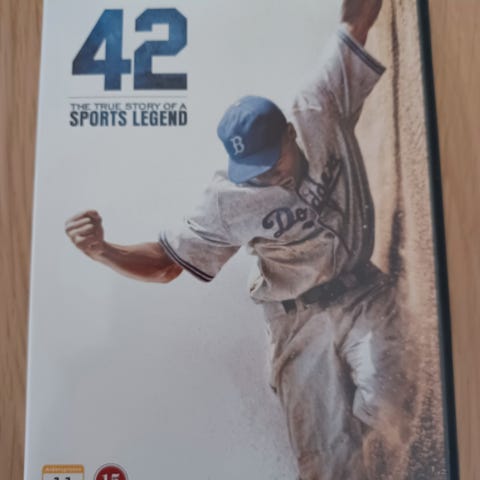 42
THE TRUE STORY OF A
SPORTS LEGEND
B
Dodgers
15